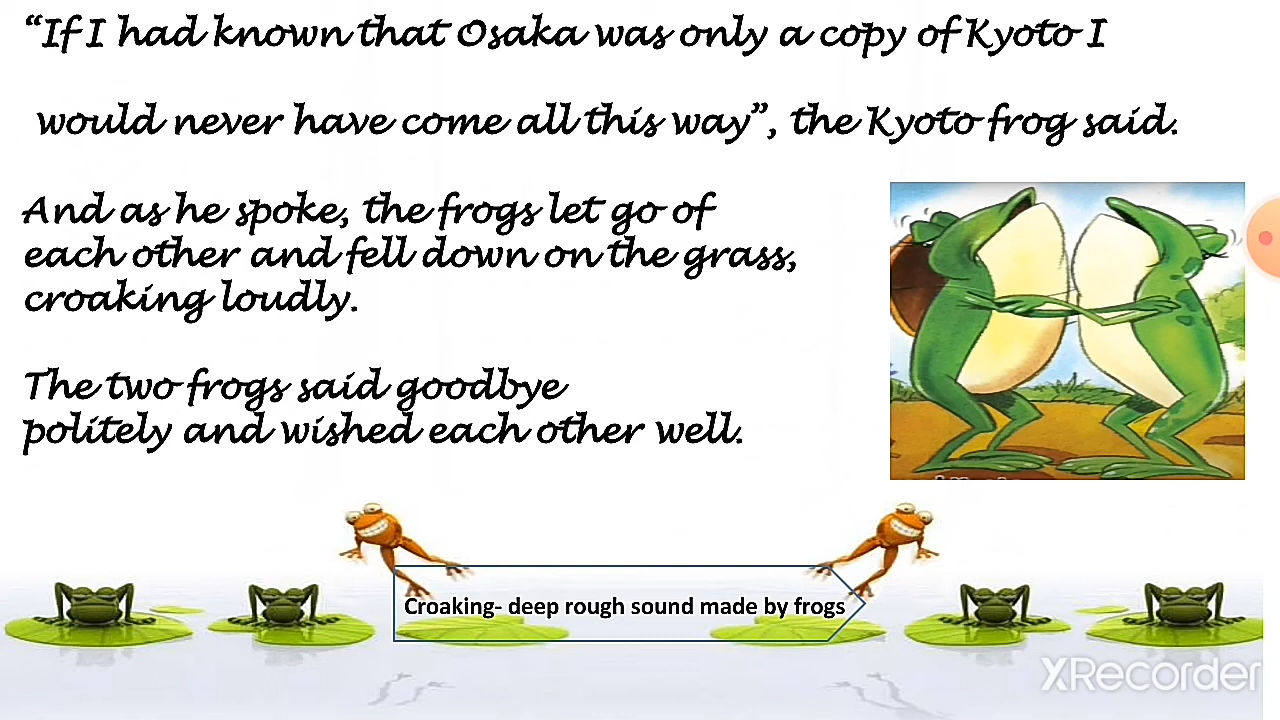 “If I had known that Osaka was only a copy of Kyoto I
would never have come all this way”, the Kyoto frog said.
And as he spoke, the frogs let go of
each other and fell down on the grass,
croaking loudly.
The two frogs said goodbye
politely and wished each other well.
Croaking- deep rough sound made by frogs
XRecorder